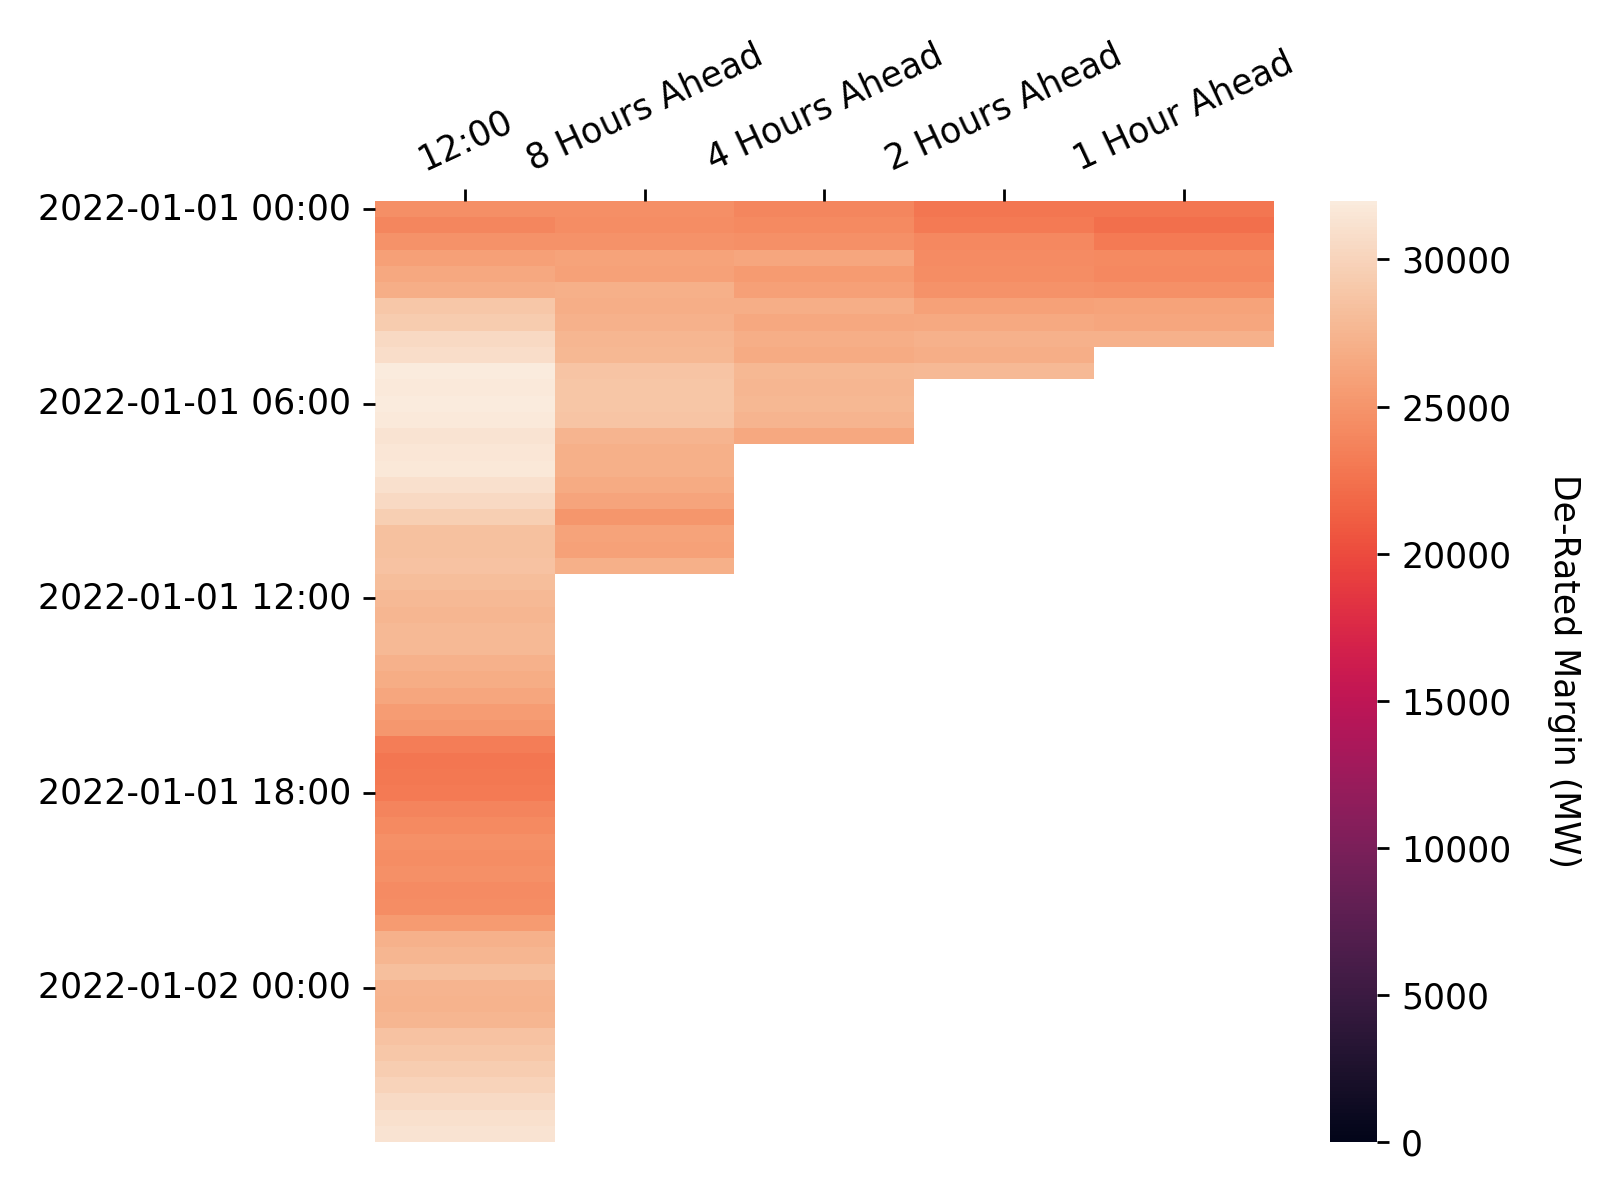 12:00
8 Hours Ahead
4 Hours Ahead
2 Hours Ahead
1 Hour Ahead
2022-01-01 00:00
2022-01-01 06:00
2022-01-01 12:00
2022-01-01 18:00
2022-01-02 00:00
30000
25000
20000
15000
10000
5000
0
De-Rated Margin (MW)